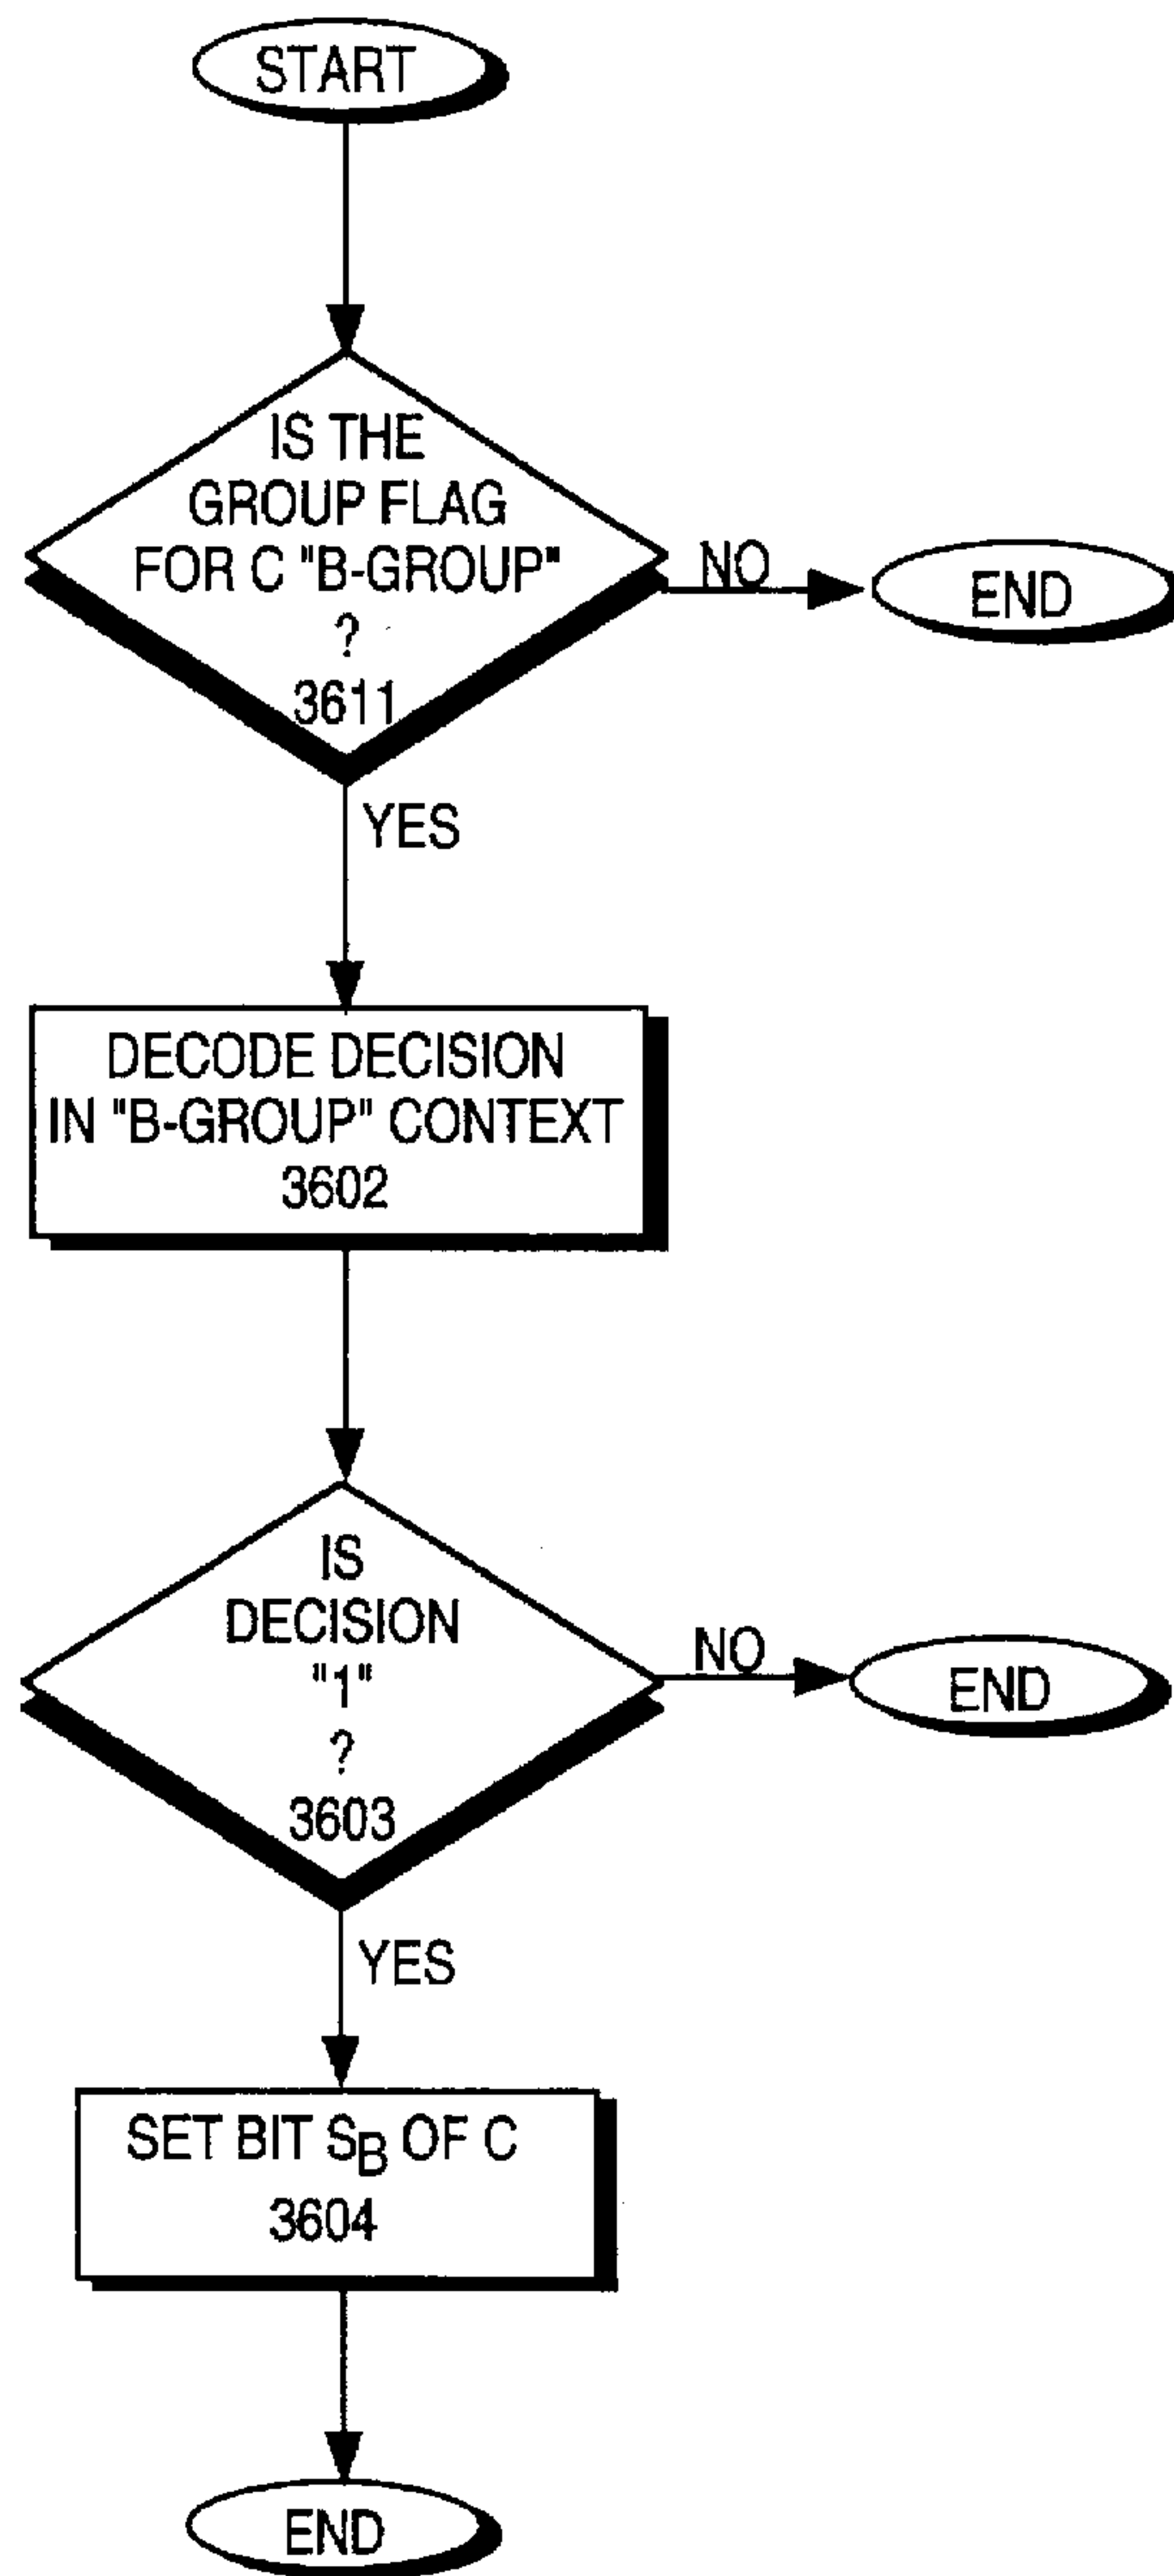 START
IS THE
GROUP FLAG
FOR C "B-GROUP"
?
3611
NO
END
YES
DECODE DECISION
IN "B-GROUP" CONTEXT
3602
IS
DECISION
"1"
?
3603
NO
END
YES
SET BIT SB OF C
3604
END